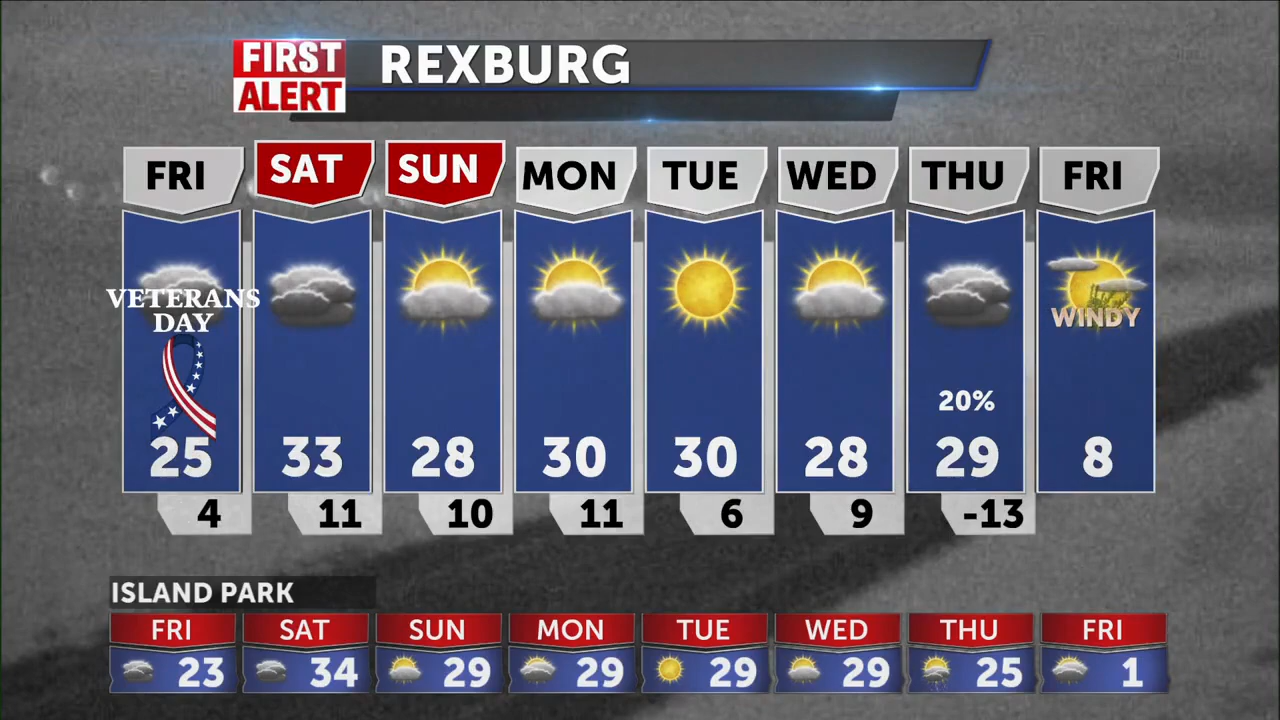 FIRST
ALERT
REXBURG
FRI SAT SUN MON TUE WED THU FRI
VETERANS
DAY
WINDY
20%
25 33 28 30 30 28 29 8
4 11 10 11 6 9 -13
ISLAND PARK
FRI SAT SUN MON TUE WED THU FRI
23 34 29 29 29 29 25 1